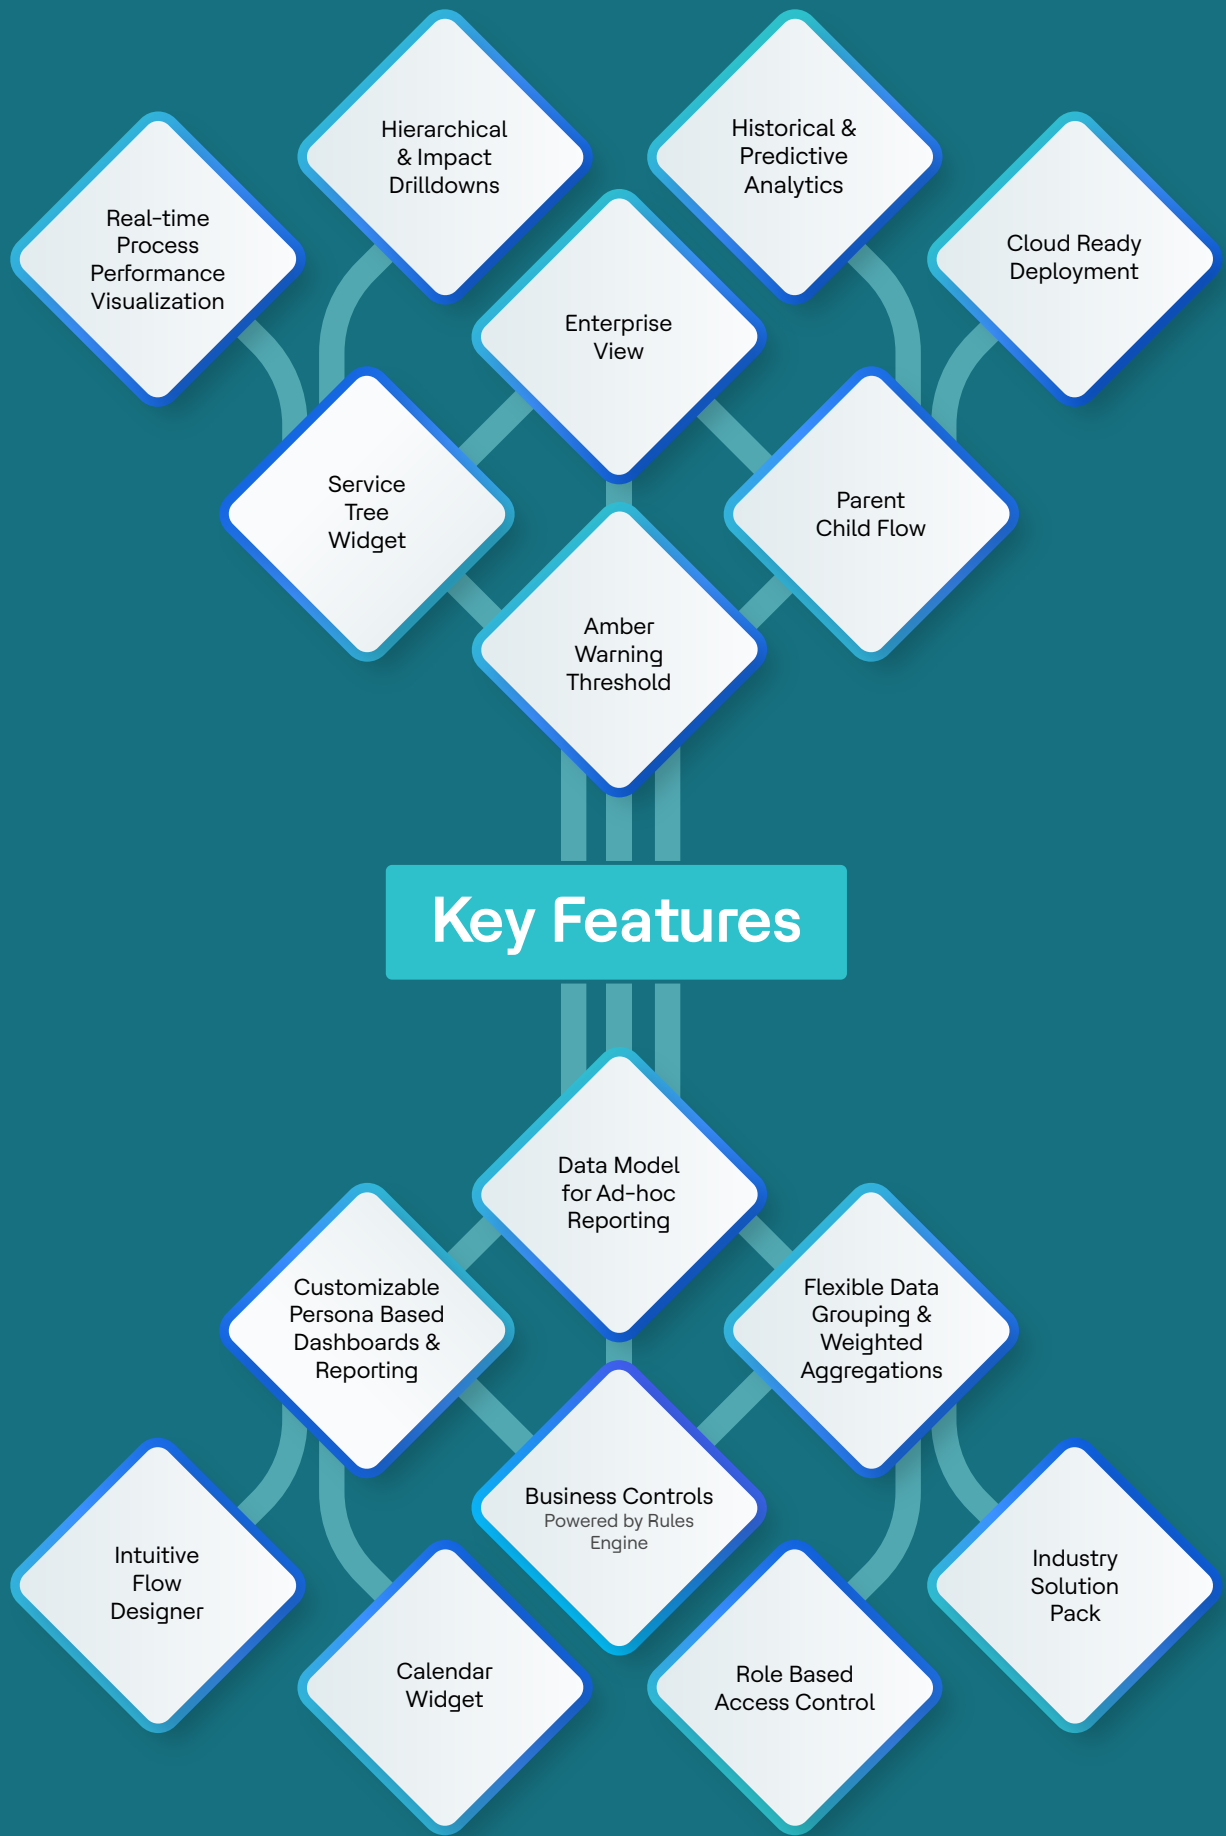 Hierarchical
& Impact
Drilldowns
Historical &
Predictive
Analytics
Real-time
Process
Performance
Visualization
Cloud Ready
Deployment
Enterprise
View
Service
Tree
Widget
Parent
Child Flow
Amber
Warning
Threshold
Key Features
Data Model
for Ad-hoc
Reporting
Customizable
Persona Based
Dashboards &
Reporting
Flexible Data
Grouping &
Weighted
Aggregations
Business Controls
Powered by Rules
Engine
Intuitive
Flow
Designer
Industry
Solution
Pack
Calendar
Widget
Role Based
Access Control